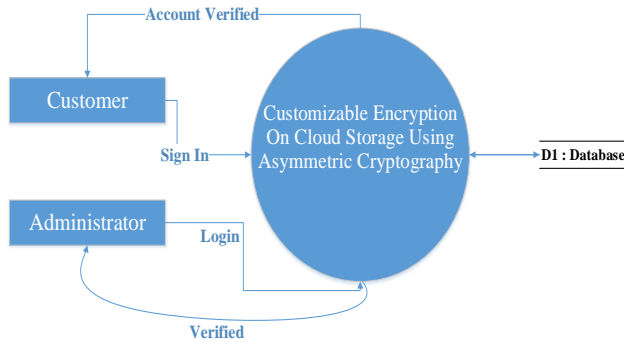 Account Verified
Customer
Sign In
Customizable Encryption
On Cloud Storage Using
Asymmetric Cryptography
D1 : Database
Administrator
Login
Verified